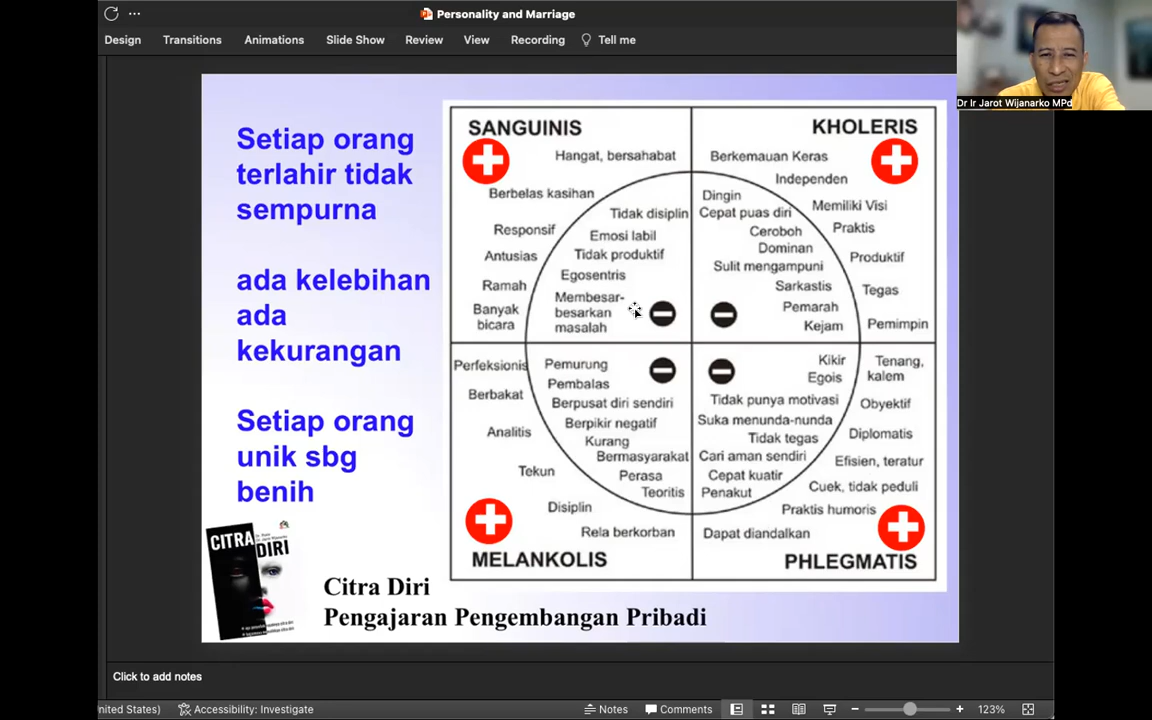 Personality and Marriage
Design Transitions Animations Slide Show Review View Recording Tell me
Dr Ir Jarot Wijanarko MPd
Setiap orang
terlahir tidak
sempurna
ada kelebihan
ada
kekurangan
Setiap orang
unik sbg
benih
SANGUINIS
Hangat, bersahabat
Berbelas kasihan
Responsif
Antusias
Ramah
Banyak
bicara
Tidak disiplin
Emosi labil
Tidak produktif
Egosentris
Membesar-
besarkan
masalah
KHOLERIS
Berkemauan Keras
Independen
Memiliki Visi
Praktis
Produktif
Tegas
Pemimpin
Dingin
Cepat puas diri
Ceroboh
Dominan
Sulit mengampuni
Sarkastis
Pemarah
Kejam
Perfeksionis
Berbakat
Analitis
Tekun
Disiplin
Rela berkorban
Pemurung
Pembalas
Berpusat diri sendiri
Berpikir negatif
Kurang
Bermasyarakat
Perasa
Teoritis
MELANKOLIS
Kikir
Egois
Tidak punya motivasi
Suka menunda-nunda
Tidak tegas
Cari aman sendiri
Cepat kuatir
Penakut
Tenang,
kalem
Obyektif
Diplomatis
Efisien, teratur
Cuek, tidak peduli
Praktis humoris
Dapat diandalkan
PHLEGMATIS
CITRA
DIRI
Citra Diri
Pengajaran Pengembangan Pribadi
Click to add notes
nited States) Accessibility: Investigate Notes Comments 123%